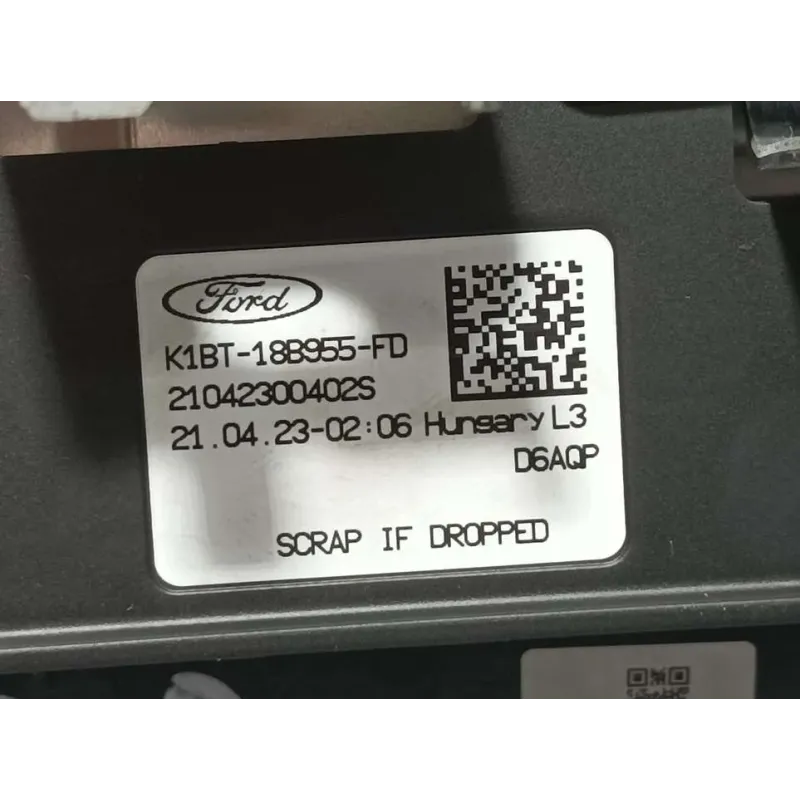 Ford
K1BT-18B955-FD
21042300402S
21.04.23-02:06 Hungary L3
D6AQP
SCRAP IF DROPPED